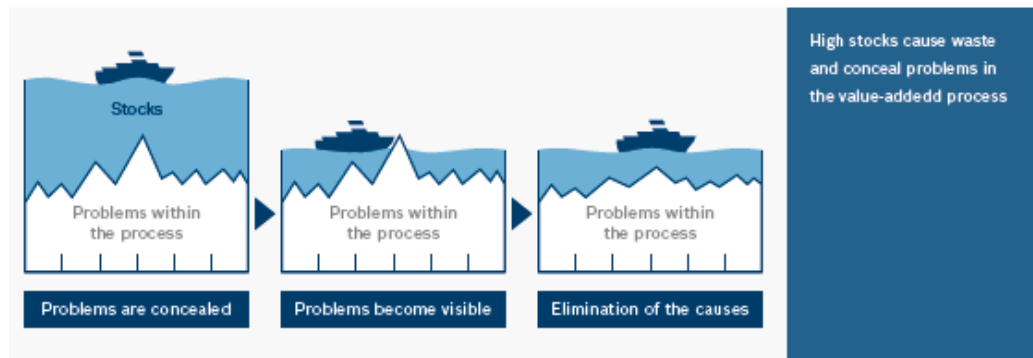 Stocks
Problems within
the process
Problems are concealed
Problems within
the process
Problems become visible
Problems within
the process
Elimination of the causes
High stocks cause waste
and conceal problems in
the value-addedd process